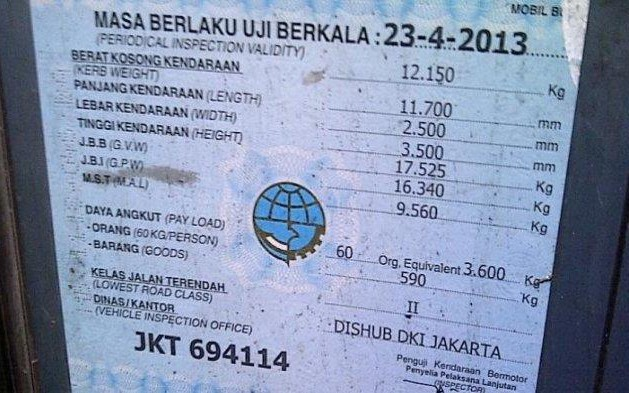 MOBIL
MASA BERLAKU UJI BERKALA : 23-4-2013
(PERIODICAL INSPECTION VALIDITY)
BERAT KOSONG KENDARAAN 12.150 Kg
(KERB WEIGHT)
PANJANG KENDARAAN (LENGTH) 11.700 mm
LEBAR KENDARAAN (WIDTH) 2.500 mm
TINGGI KENDARAAN (HEIGHT) 3.500 mm
J.B.B (G.V.W) 17.525 Kg
J.B.I (G.P.W) 16.340 Kg
M.S.T (M.A.L) 9.560 Kg
DAYA ANGKUT (PAY LOAD)
- ORANG (60 KG/PERSON) 60 Org. Equivalent 3.600 Kg
- BARANG (GOODS) 590 Kg
KELAS JALAN TERENDAH II
(LOWEST ROAD CLASS)
DINAS/KANTOR DISHUB DKI JAKARTA
(VEHICLE INSPECTION OFFICE)
JKT 694114
Penguji Kendaraan Bermotor
Penyelia Pelaksana Lanjutan
(INSPECTOR)